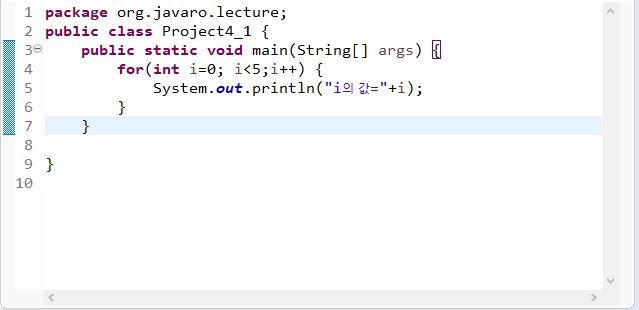 1 package org.javaro.lecture;
2 public class Project4_1 {
3 public static void main(String[] args) {
4 for(int i=0; i<5;i++) {
5 System.out.println("i의 값="+i);
6 }
7 }
8
9 }
10